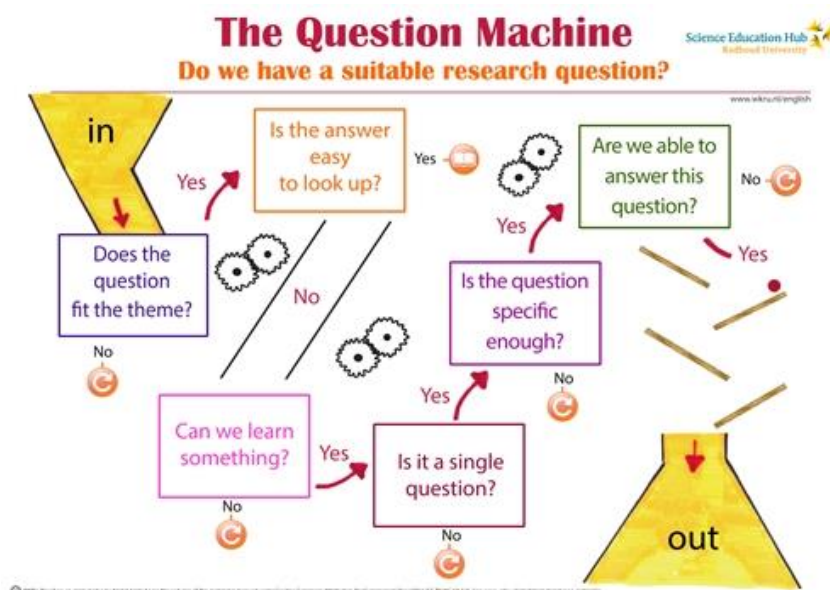 The Question Machine
Do we have a suitable research question?
Science Education Hub
Radboud University
www.wkru.nl/english
in
Does the
question
fit the theme?
No
Yes
Is the answer
easy
to look up?
Yes
No
Can we learn
something?
No
Yes
Is it a single
question?
No
Yes
Is the question
specific
enough?
No
Yes
Are we able to
answer this
question?
No
Yes
out